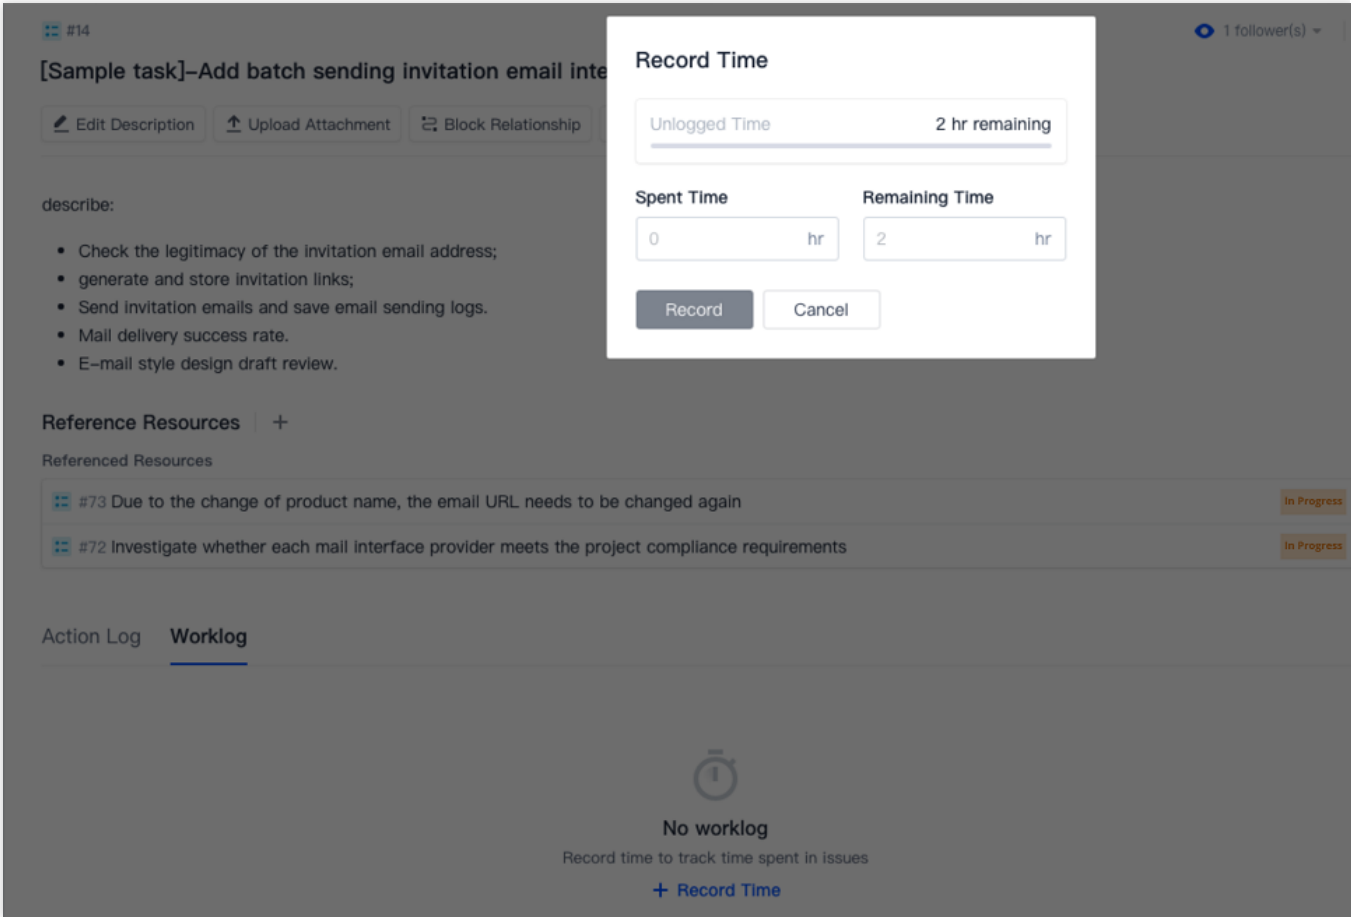 #14
1 follower(s)
[Sample task]-Add batch sending invitation email inte
Edit Description
Upload Attachment
Block Relationship
Record Time
Unlogged Time
2 hr remaining
Spent Time
Remaining Time
0 hr
2 hr
Record
Cancel
describe:
• Check the legitimacy of the invitation email address;
• generate and store invitation links;
• Send invitation emails and save email sending logs.
• Mail delivery success rate.
• E-mail style design draft review.
Reference Resources
Referenced Resources
#73 Due to the change of product name, the email URL needs to be changed again
In Progress
#72 Investigate whether each mail interface provider meets the project compliance requirements
In Progress
Action Log
Worklog
No worklog
Record time to track time spent in issues
+ Record Time